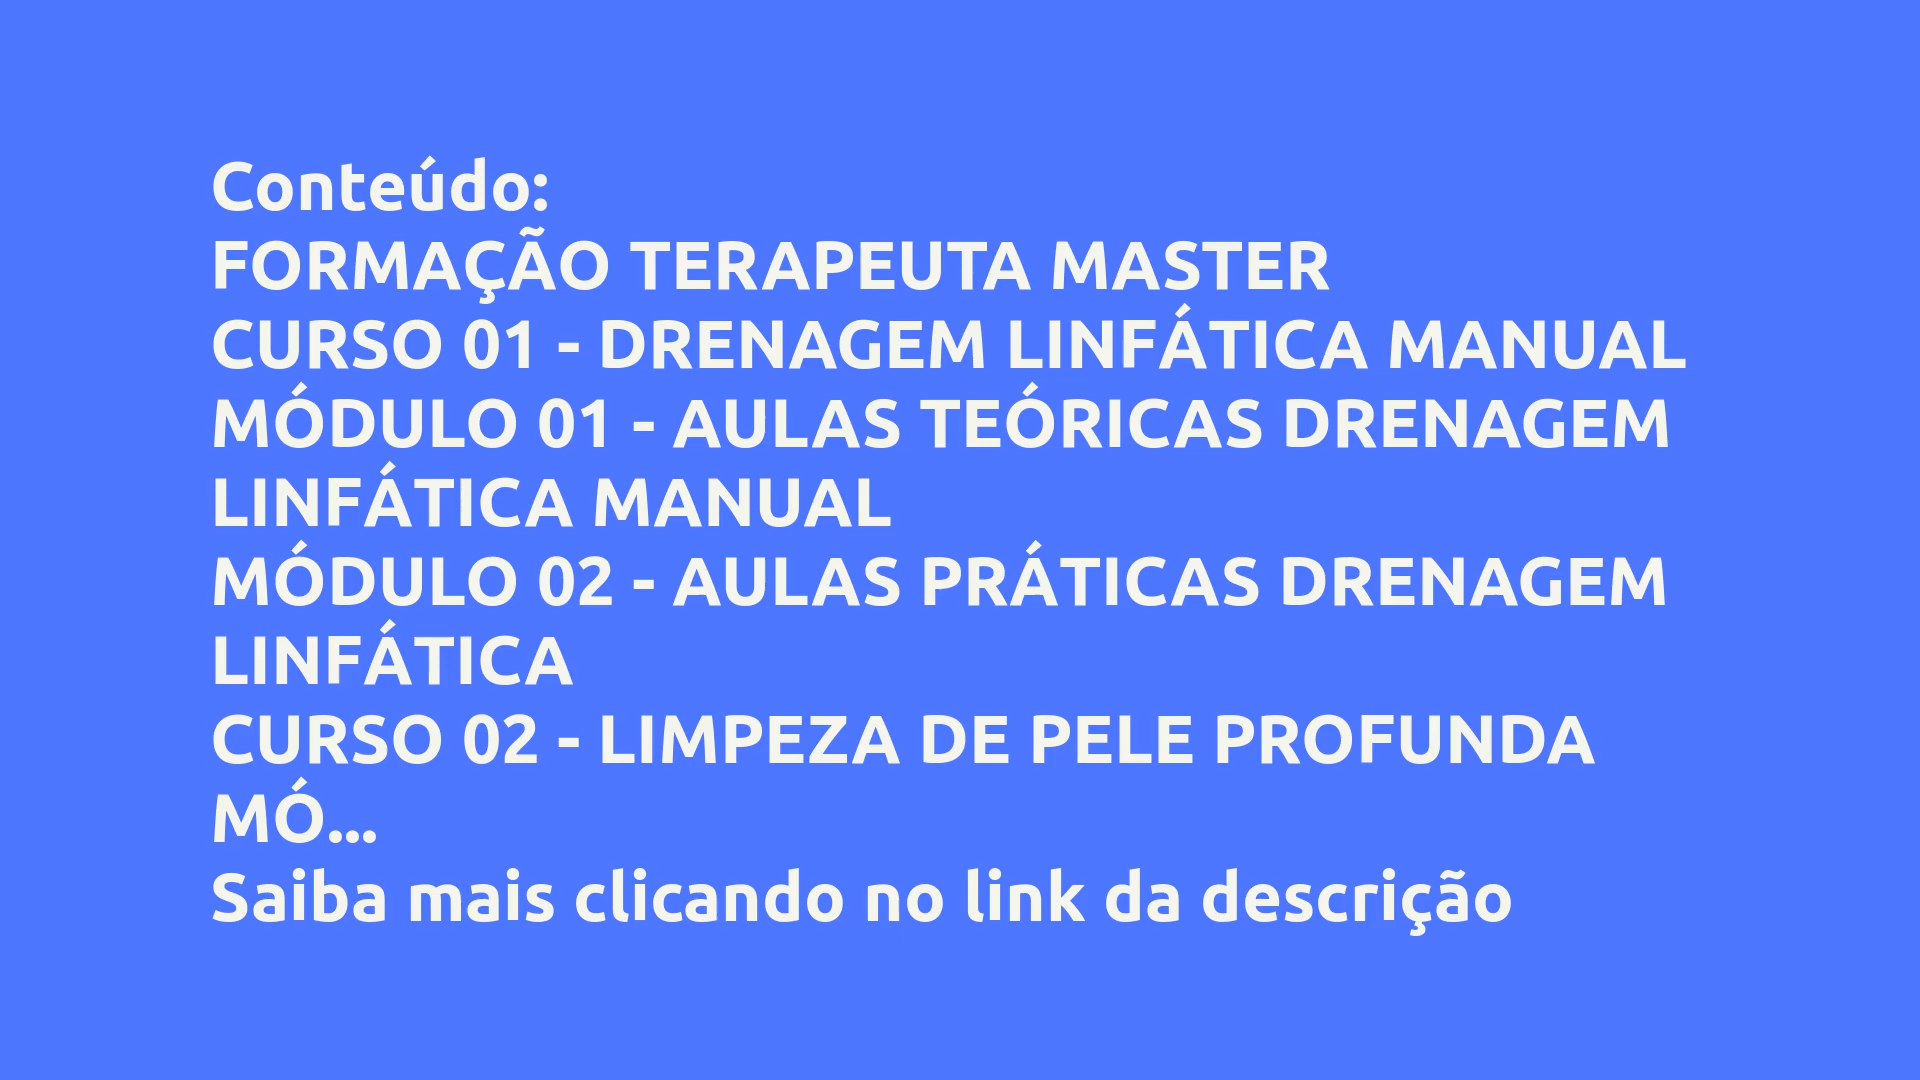 Conteúdo:
FORMAÇÃO TERAPEUTA MASTER
CURSO 01 - DRENAGEM LINFÁTICA MANUAL
MÓDULO 01 - AULAS TEÓRICAS DRENAGEM
LINFÁTICA MANUAL
MÓDULO 02 - AULAS PRÁTICAS DRENAGEM
LINFÁTICA
CURSO 02 - LIMPEZA DE PELE PROFUNDA
MÓ...
Saiba mais clicando no link da descrição